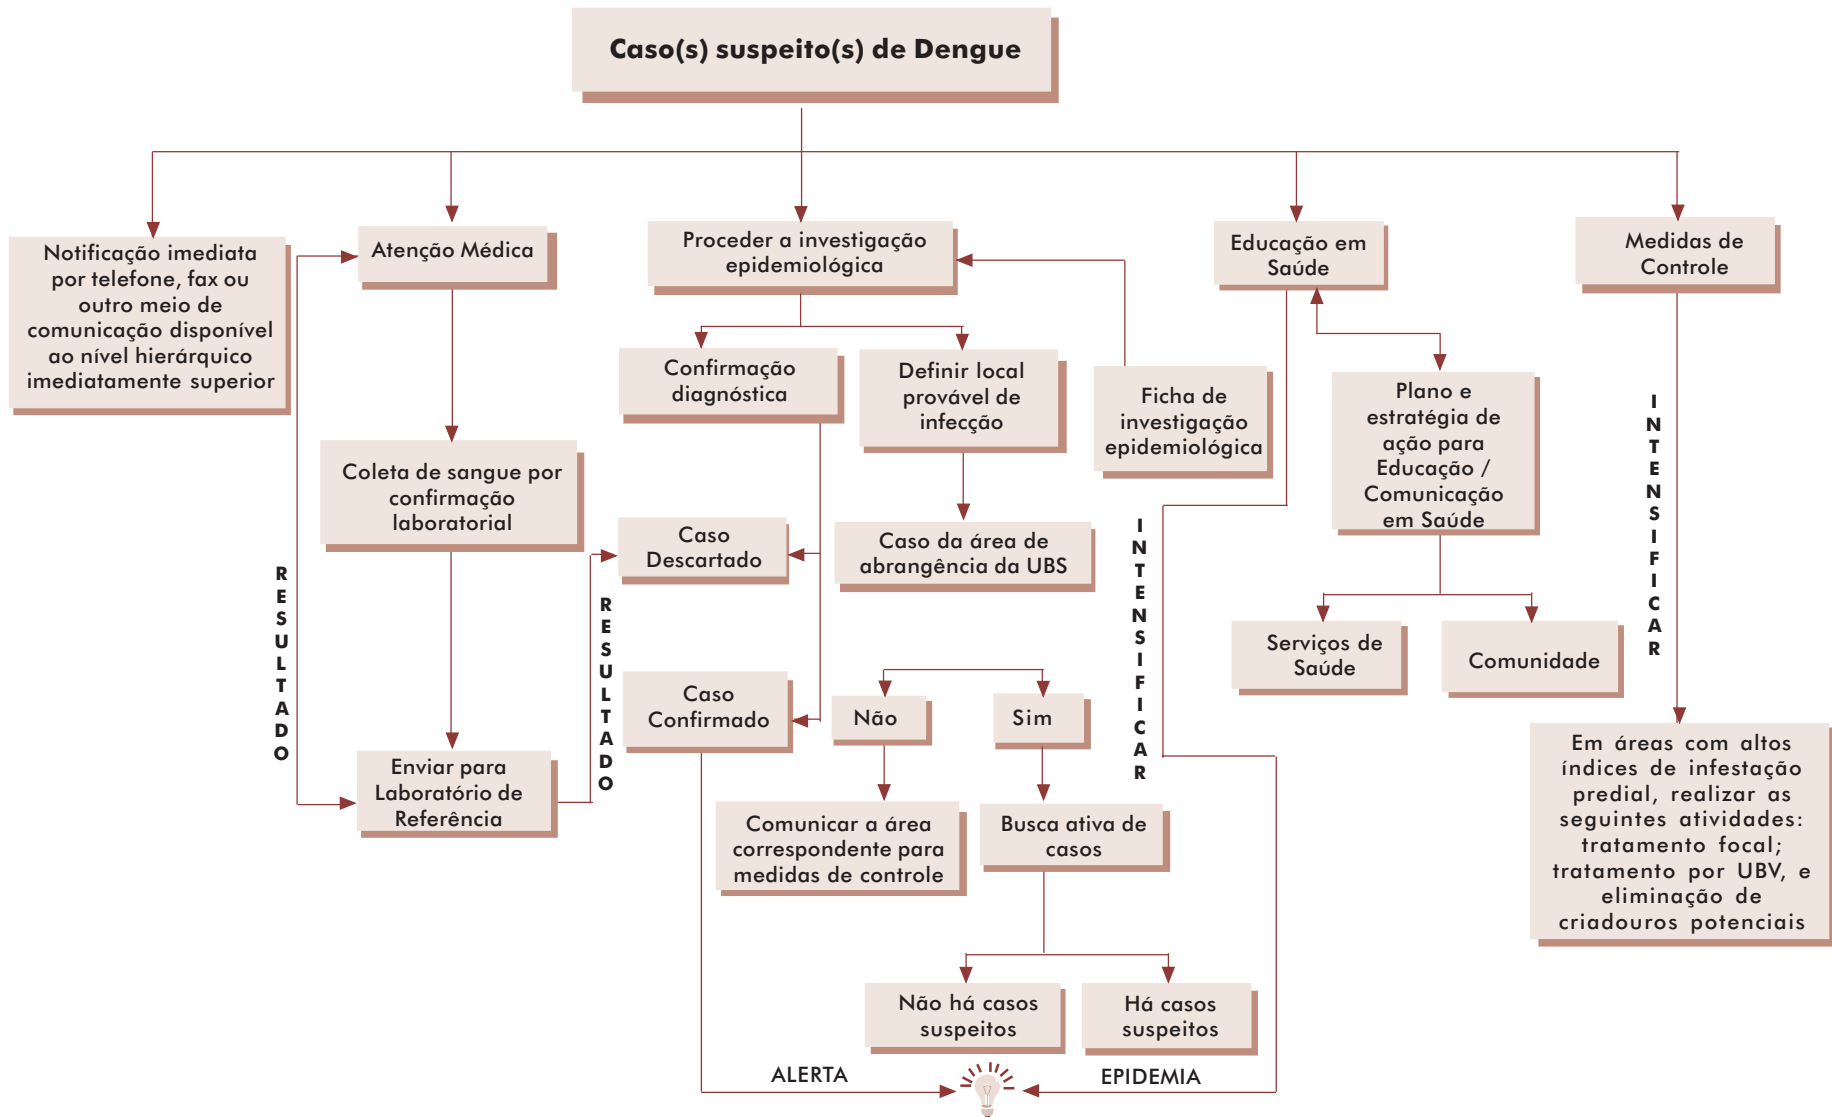 Caso(s) suspeito(s) de Dengue
Notificação imediata
por telefone, fax ou
outro meio de
comunicação disponível
ao nível hierárquico
imediatamente superior
Atenção Médica
Proceder a investigação
epidemiológica
Educação em
Saúde
Medidas de
Controle
Confirmação
diagnóstica
Definir local
provável de
infecção
Ficha de
investigação
epidemiológica
Plano e
estratégia de
ação para
Educação /
Comunicação
em Saúde
INTENSIFICAR
Coleta de sangue por
confirmação
laboratorial
Caso
Descartado
Caso da área de
abrangência da UBS
INTENSIFICAR
RESULTADO
RESULTADO
Serviços de
Saúde
Comunidade
Caso
Confirmado
Não
Sim
Enviar para
Laboratório de
Referência
Comunicar a área
correspondente para
medidas de controle
Busca ativa de
casos
Em áreas com altos
índices de infestação
predial, realizar as
seguintes atividades:
tratamento focal;
tratamento por UBV, e
eliminação de
criadouros potenciais
Não há casos
suspeitos
Há casos
suspeitos
ALERTA
EPIDEMIA